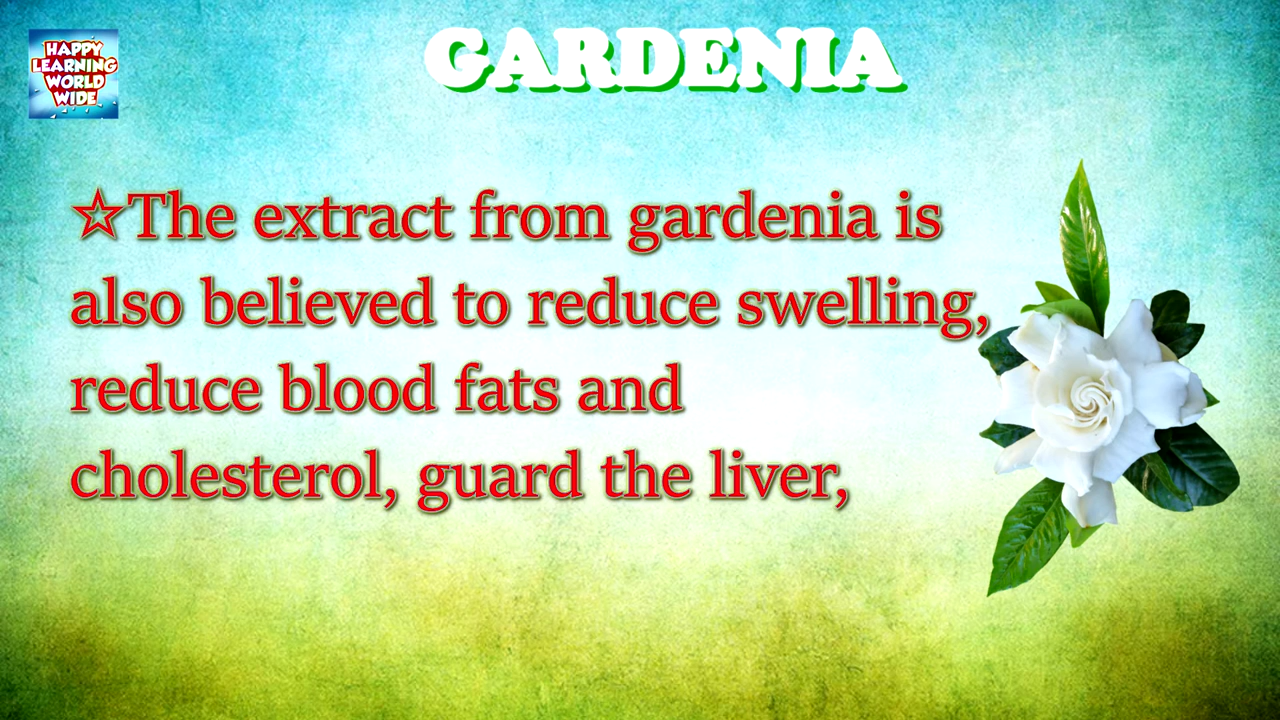 HAPPY
LEARNING
WORLD
WIDE
GARDENIA
☆The extract from gardenia is
also believed to reduce swelling,
reduce blood fats and
cholesterol, guard the liver,